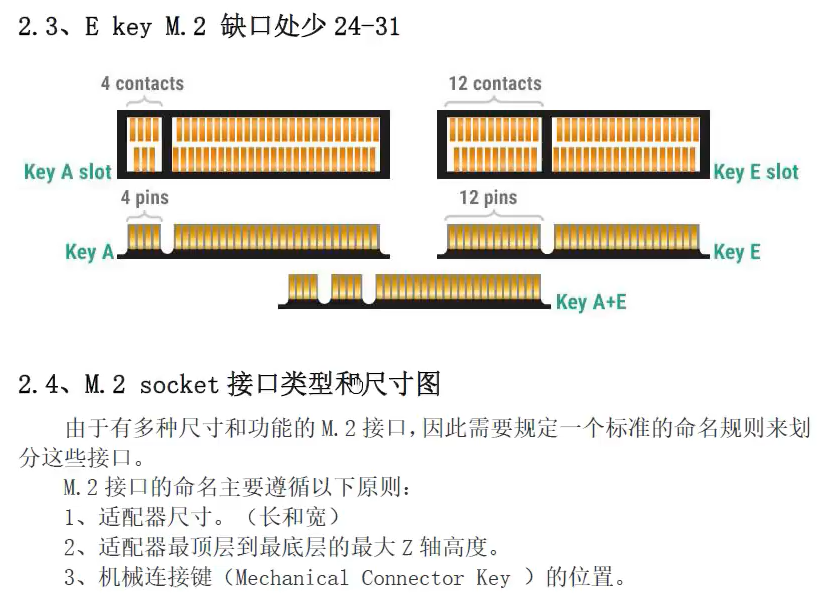 2.3、E key M.2 缺口处少 24-31
4 contacts
12 contacts
Key A slot
Key E slot
4 pins
12 pins
Key A
Key E
Key A+E
2.4、M.2 socket 接口类型和尺寸图
由于有多种尺寸和功能的 M.2 接口，因此需要规定一个标准的命名规则来划
分这些接口。
M.2 接口的命名主要遵循以下原则：
1、适配器尺寸。（长和宽）
2、适配器最顶层到最底层的最大 Z 轴高度。
3、机械连接键（Mechanical Connector Key ）的位置。